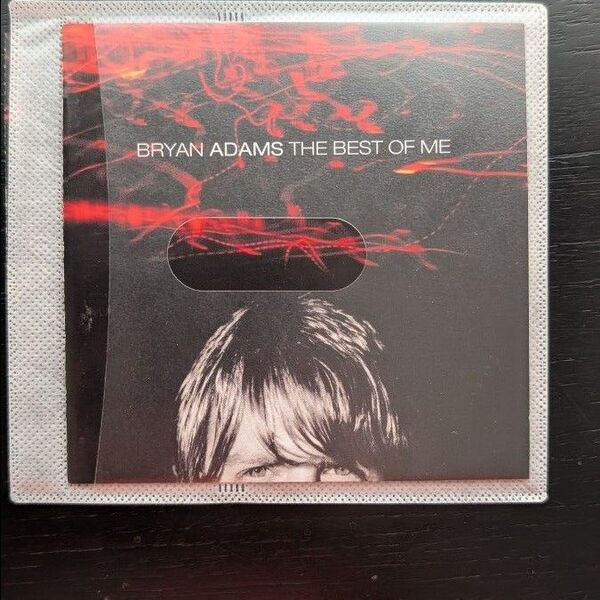 BRYAN ADAMS THE BEST OF ME